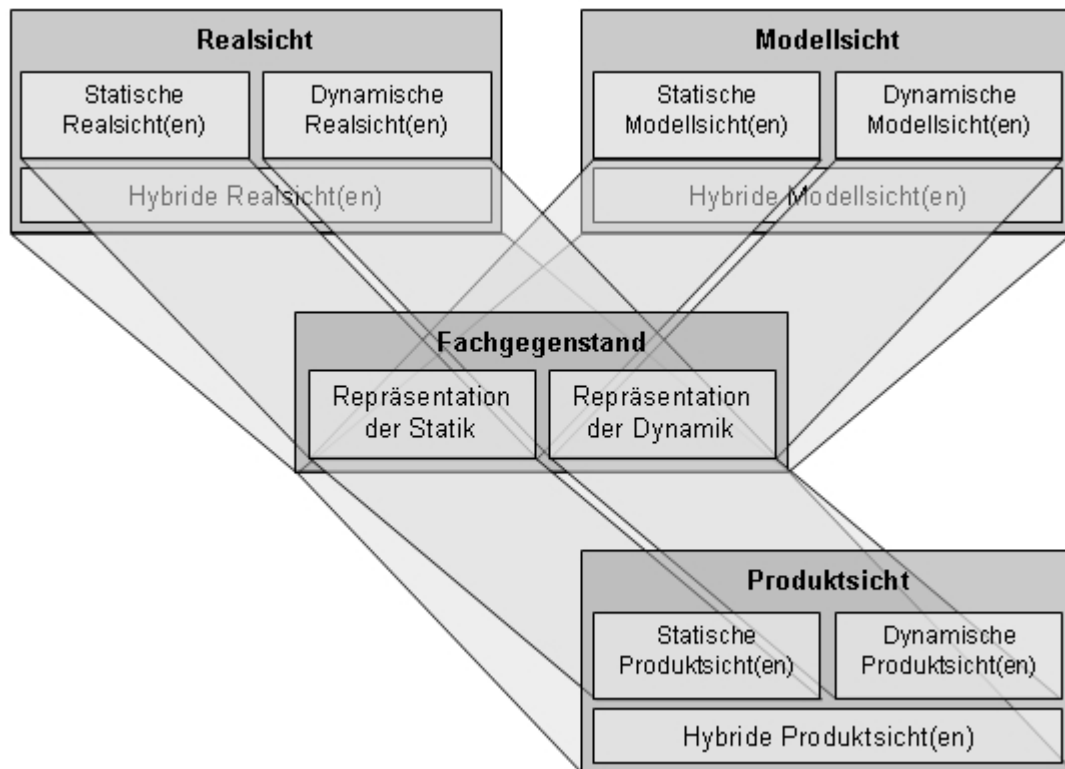 Realsicht
Statische
Realsicht(en)
Dynamische
Realsicht(en)
Hybride Realsicht(en)
Modellsicht
Statische
Modellsicht(en)
Dynamische
Modellsicht(en)
Hybride Modellsicht(en)
Fachgegenstand
Repräsentation
der Statik
Repräsentation
der Dynamik
Produktsicht
Statische
Produktsicht(en)
Dynamische
Produktsicht(en)
Hybride Produktsicht(en)